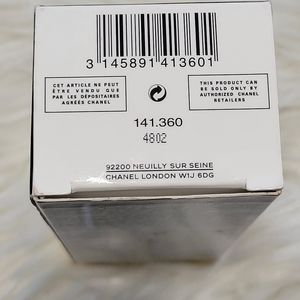 3 145891 413601
CET ARTICLE NE PEUT
ÊTRE VENDU QUE
PAR LES DÉPOSITAIRES
AGRÉÉS CHANEL
THIS PRODUCT CAN
BE SOLD ONLY BY
AUTHORIZED CHANEL
RETAILERS
141.360
4802
92200 NEUILLY SUR SEINE
CHANEL LONDON W1J 6DG